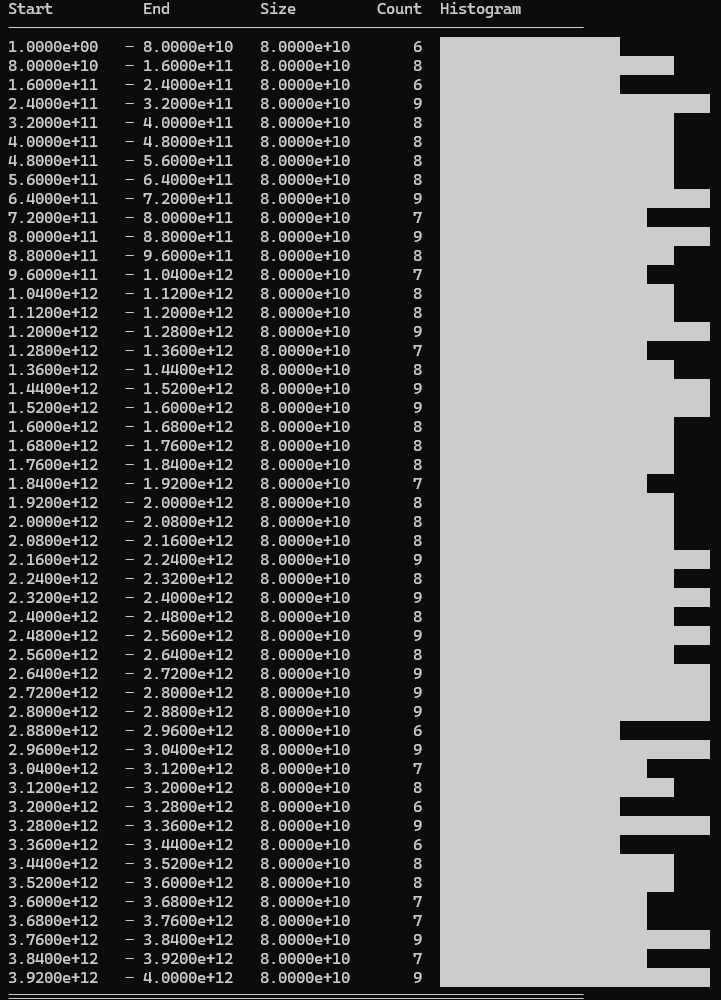 Start End Size Count Histogram
1.0000e+00 – 8.0000e+10 8.0000e+10 6
8.0000e+10 – 1.6000e+11 8.0000e+10 8
1.6000e+11 – 2.4000e+11 8.0000e+10 6
2.4000e+11 – 3.2000e+11 8.0000e+10 9
3.2000e+11 – 4.0000e+11 8.0000e+10 8
4.0000e+11 – 4.8000e+11 8.0000e+10 8
4.8000e+11 – 5.6000e+11 8.0000e+10 8
5.6000e+11 – 6.4000e+11 8.0000e+10 8
6.4000e+11 – 7.2000e+11 8.0000e+10 9
7.2000e+11 – 8.0000e+11 8.0000e+10 7
8.0000e+11 – 8.8000e+11 8.0000e+10 9
8.8000e+11 – 9.6000e+11 8.0000e+10 8
9.6000e+11 – 1.0400e+12 8.0000e+10 7
1.0400e+12 – 1.1200e+12 8.0000e+10 8
1.1200e+12 – 1.2000e+12 8.0000e+10 8
1.2000e+12 – 1.2800e+12 8.0000e+10 9
1.2800e+12 – 1.3600e+12 8.0000e+10 7
1.3600e+12 – 1.4400e+12 8.0000e+10 8
1.4400e+12 – 1.5200e+12 8.0000e+10 9
1.5200e+12 – 1.6000e+12 8.0000e+10 9
1.6000e+12 – 1.6800e+12 8.0000e+10 8
1.6800e+12 – 1.7600e+12 8.0000e+10 8
1.7600e+12 – 1.8400e+12 8.0000e+10 8
1.8400e+12 – 1.9200e+12 8.0000e+10 7
1.9200e+12 – 2.0000e+12 8.0000e+10 8
2.0000e+12 – 2.0800e+12 8.0000e+10 8
2.0800e+12 – 2.1600e+12 8.0000e+10 8
2.1600e+12 – 2.2400e+12 8.0000e+10 9
2.2400e+12 – 2.3200e+12 8.0000e+10 8
2.3200e+12 – 2.4000e+12 8.0000e+10 9
2.4000e+12 – 2.4800e+12 8.0000e+10 8
2.4800e+12 – 2.5600e+12 8.0000e+10 9
2.5600e+12 – 2.6400e+12 8.0000e+10 8
2.6400e+12 – 2.7200e+12 8.0000e+10 9
2.7200e+12 – 2.8000e+12 8.0000e+10 9
2.8000e+12 – 2.8800e+12 8.0000e+10 9
2.8800e+12 – 2.9600e+12 8.0000e+10 6
2.9600e+12 – 3.0400e+12 8.0000e+10 9
3.0400e+12 – 3.1200e+12 8.0000e+10 7
3.1200e+12 – 3.2000e+12 8.0000e+10 8
3.2000e+12 – 3.2800e+12 8.0000e+10 6
3.2800e+12 – 3.3600e+12 8.0000e+10 9
3.3600e+12 – 3.4400e+12 8.0000e+10 6
3.4400e+12 – 3.5200e+12 8.0000e+10 8
3.5200e+12 – 3.6000e+12 8.0000e+10 8
3.6000e+12 – 3.6800e+12 8.0000e+10 7
3.6800e+12 – 3.7600e+12 8.0000e+10 7
3.7600e+12 – 3.8400e+12 8.0000e+10 9
3.8400e+12 – 3.9200e+12 8.0000e+10 7
3.9200e+12 – 4.0000e+12 8.0000e+10 9